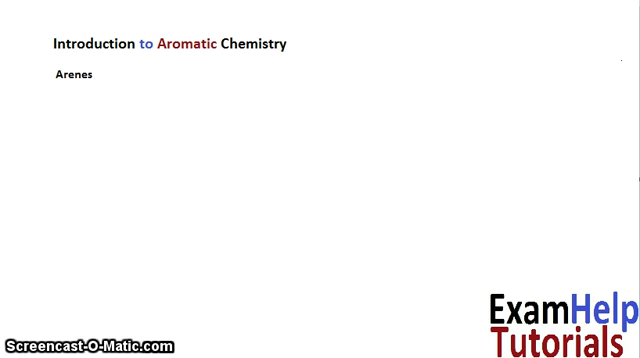 Introduction to Aromatic Chemistry
Arenes
ExamHelp
Tutorials
Screencast-O-Matic.com